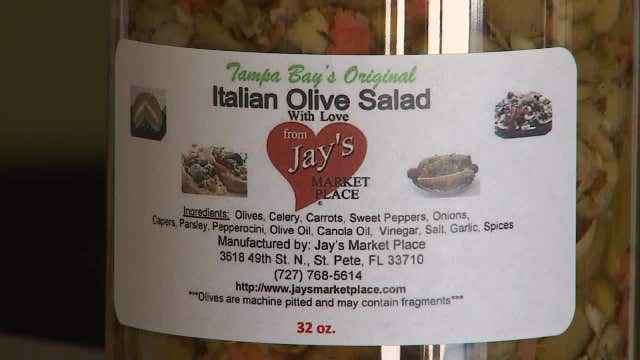 Tampa Bay's Original
Italian Olive Salad
With Love
from
Jay's
MARKET
PLACE
©
Ingredients: Olives, Celery, Carrots, Sweet Peppers, Onions,
Capers, Parsley, Pepperocini, Olive Oil, Canola Oil, Vinegar, Salt, Garlic, Spices
Manufactured by: Jay's Market Place
3618 49th St. N., St. Pete, FL 33710
(727) 768-5614
http://www.jaysmarketplace.com
***Olives are machine pitted and may contain fragments***
32 oz.